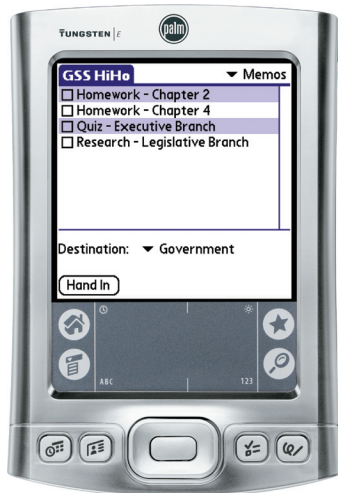 TUNGSTEN | E
palm
GSS HiHo Memos
Homework - Chapter 2
Homework - Chapter 4
Quiz - Executive Branch
Research - Legislative Branch
Destination: Government
Hand In
ABC 123